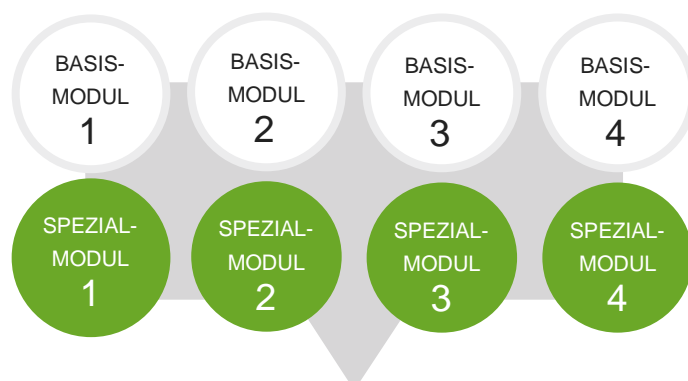 BASIS-
MODUL
1
BASIS-
MODUL
2
BASIS-
MODUL
3
BASIS-
MODUL
4
SPEZIAL-
MODUL
1
SPEZIAL-
MODUL
2
SPEZIAL-
MODUL
3
SPEZIAL-
MODUL
4